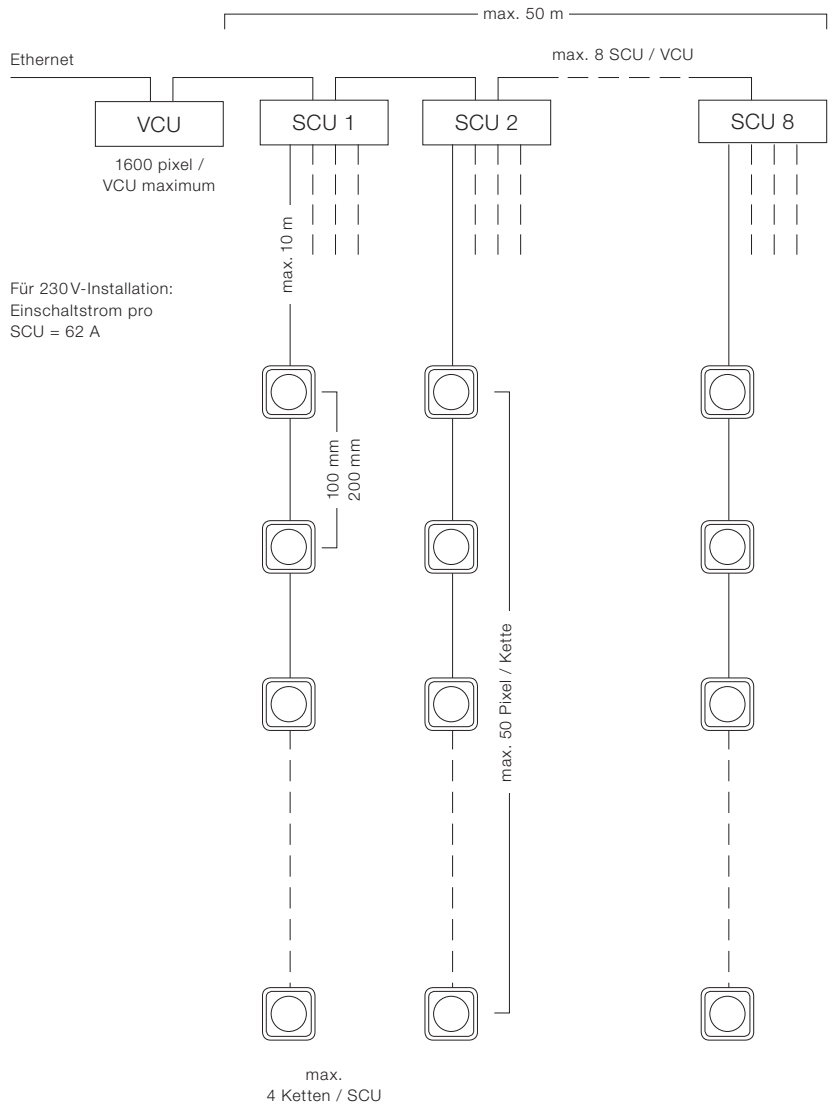 max. 50 m
Ethernet
max. 8 SCU / VCU
VCU
SCU 1
SCU 2
SCU 8
1600 pixel /
VCU maximum
max. 10 m
Für 230 V-Installation:
Einschaltstrom pro
SCU = 62 A
100 mm
200 mm
max. 50 Pixel / Kette
max.
4 Ketten / SCU